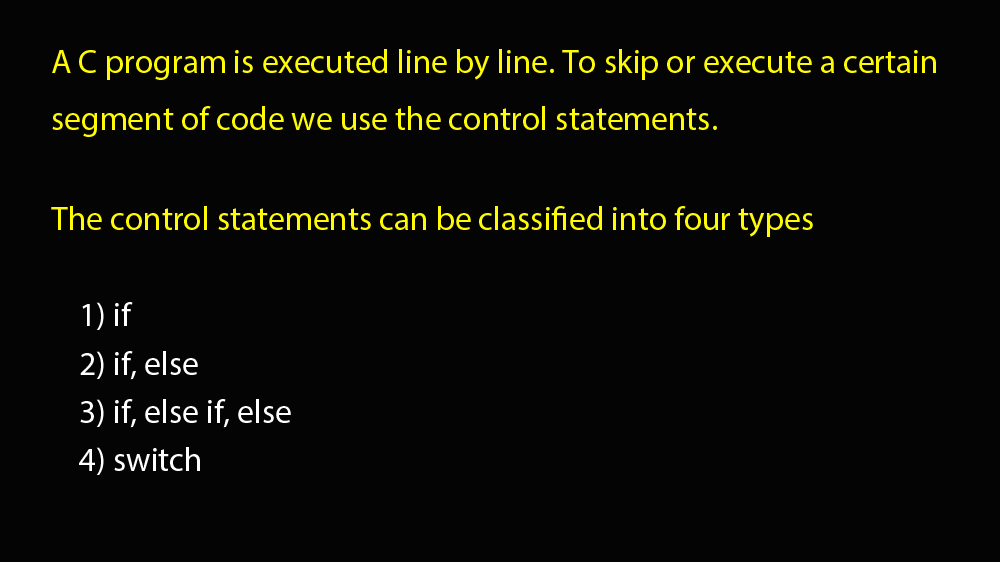 A C program is executed line by line. To skip or execute a certain
segment of code we use the control statements.
The control statements can be classified into four types
1) if
2) if, else
3) if, else if, else
4) switch